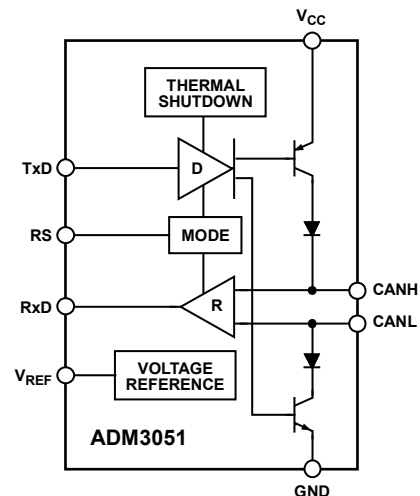 VCC
THERMAL
SHUTDOWN
TxD
D
RS
MODE
RxD
R
CANH
CANL
VREF
VOLTAGE
REFERENCE
ADM3051
GND